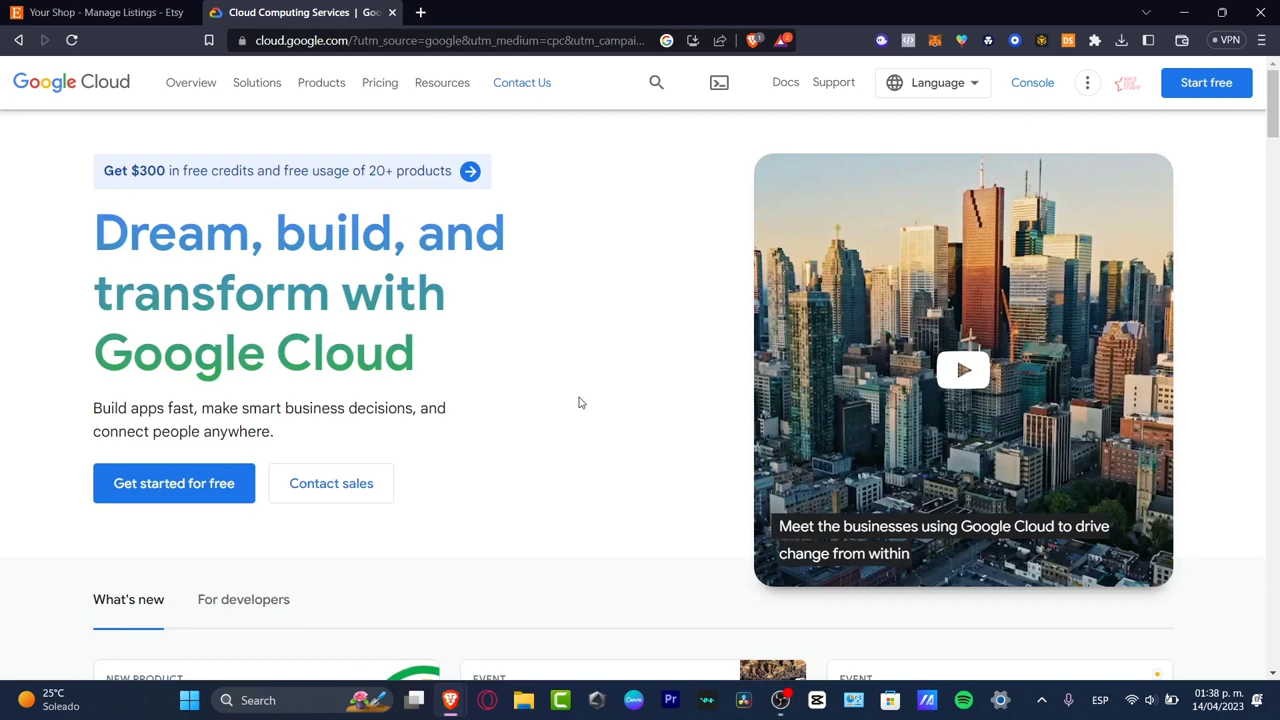 Your Shop - Manage Listings - Etsy
Cloud Computing Services | Goo
cloud.google.com/?utm_source=google&utm_medium=cpc&utm_campai...
VPN
Google Cloud
Overview
Solutions
Products
Pricing
Resources
Contact Us
Docs
Support
Language
Console
Start free
Get $300 in free credits and free usage of 20+ products
Dream, build, and
transform with
Google Cloud
Build apps fast, make smart business decisions, and
connect people anywhere.
Get started for free
Contact sales
Meet the businesses using Google Cloud to drive
change from within
What's new
For developers
NEW PRODUCT
EVENT
EVENT
25°C
Soleado
Search
ESP
01:38 p. m.
14/04/2023